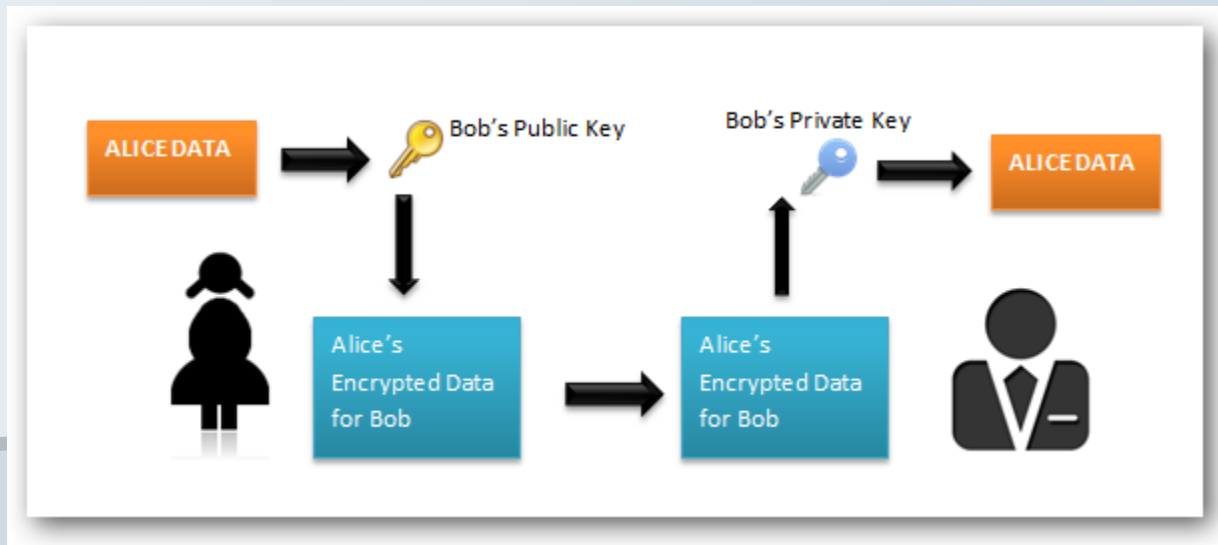 ALICE DATA
Bob’s Public Key
Bob’s Private Key
ALICE DATA
Alice’s
Encrypted Data
for Bob
Alice’s
Encrypted Data
for Bob